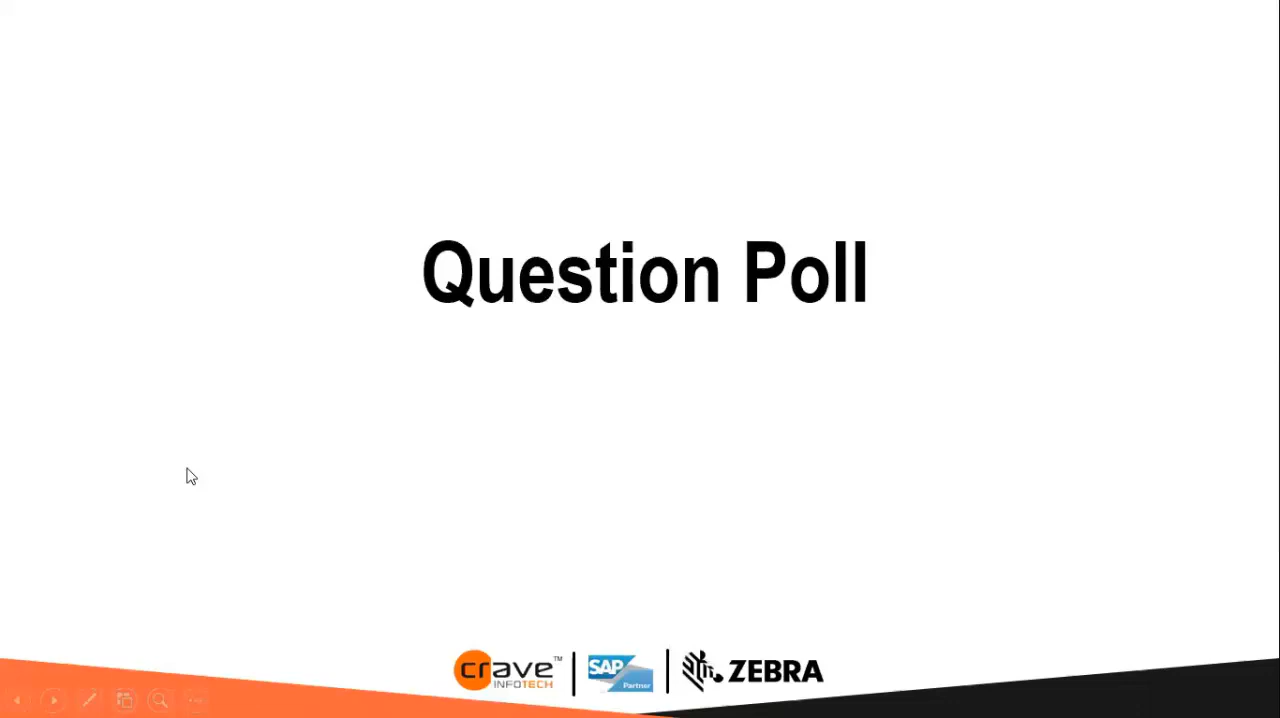 Question Poll
crave™
INFOTECH
SAP
Partner
ZEBRA